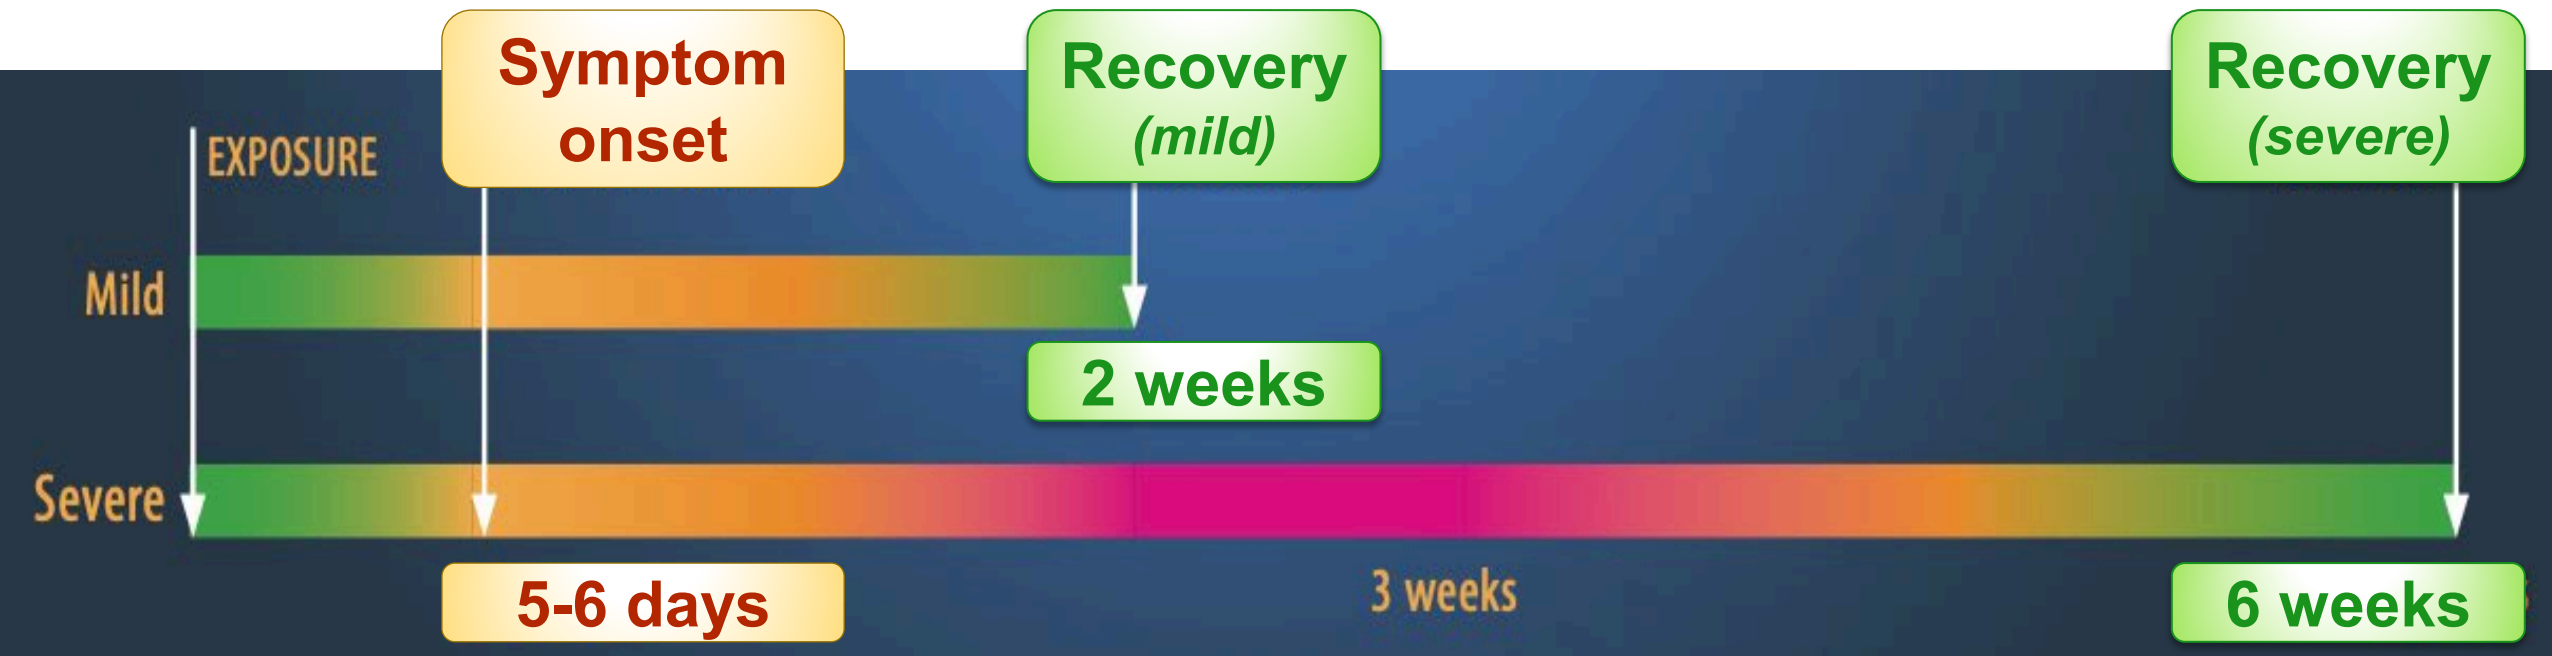 Symptom
onset
Recovery
(mild)
Recovery
(severe)
EXPOSURE
Mild
2 weeks
Severe
5-6 days
3 weeks
6 weeks